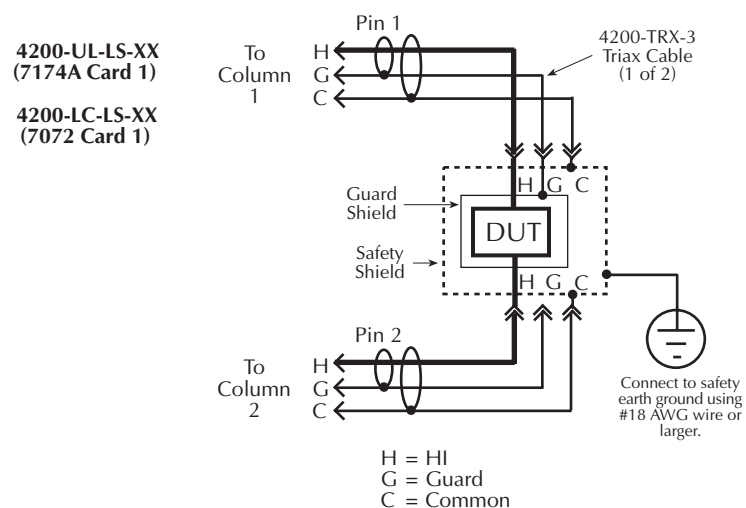 4200-UL-LS-XX
(7174A Card 1)
4200-LC-LS-XX
(7072 Card 1)
To
Column
1
H
G
C
Pin 1
4200-TRX-3
Triax Cable
(1 of 2)
H G C
Guard
Shield
DUT
Safety
Shield
H G C
Pin 2
To
Column
2
H
G
C
Connect to safety
earth ground using
#18 AWG wire or
larger.
H = HI
G = Guard
C = Common